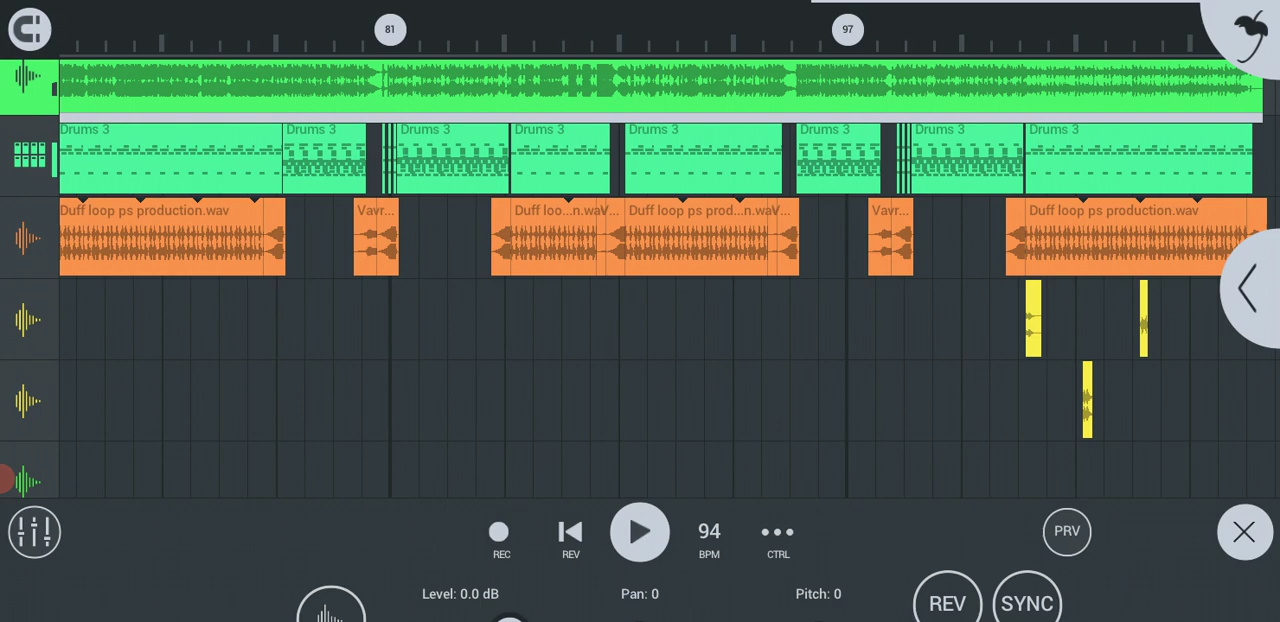 81 97
Drums 3 Drums 3 Drums 3 Drums 3 Drums 3 Drums 3 Drums 3 Drums 3
Duff loop ps production.wav Vavr... Duff loo...n.waV... Duff loop ps prod...n.waV... Vavr... Duff loop ps production.wav
94 PRV
REC REV BPM CTRL
Level: 0.0 dB Pan: 0 Pitch: 0
REV SYNC